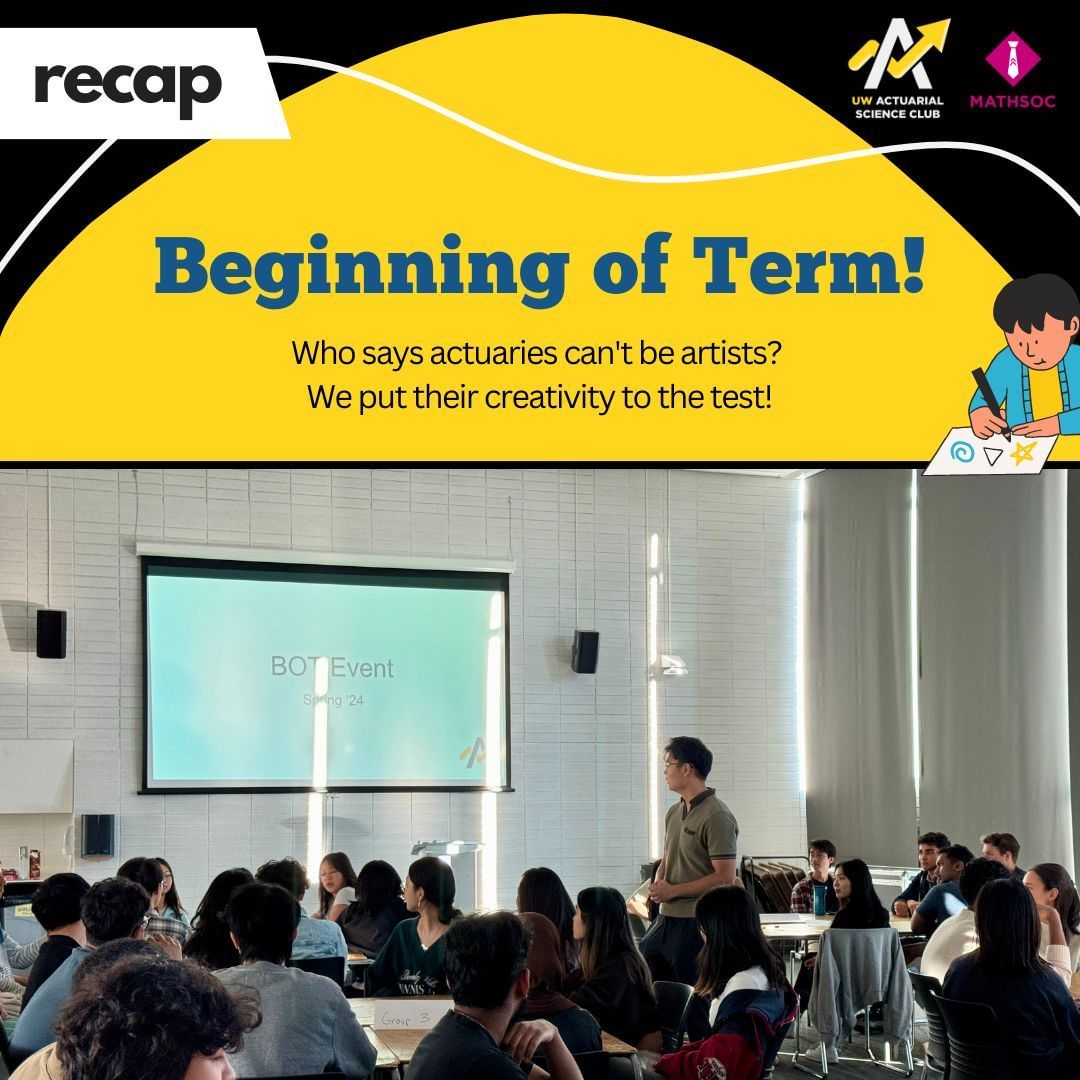 recap
UW ACTUARIAL
SCIENCE CLUB
MATHSOC
Beginning of Term!
Who says actuaries can't be artists?
We put their creativity to the test!
BOT Event
Spring '24
Group 3